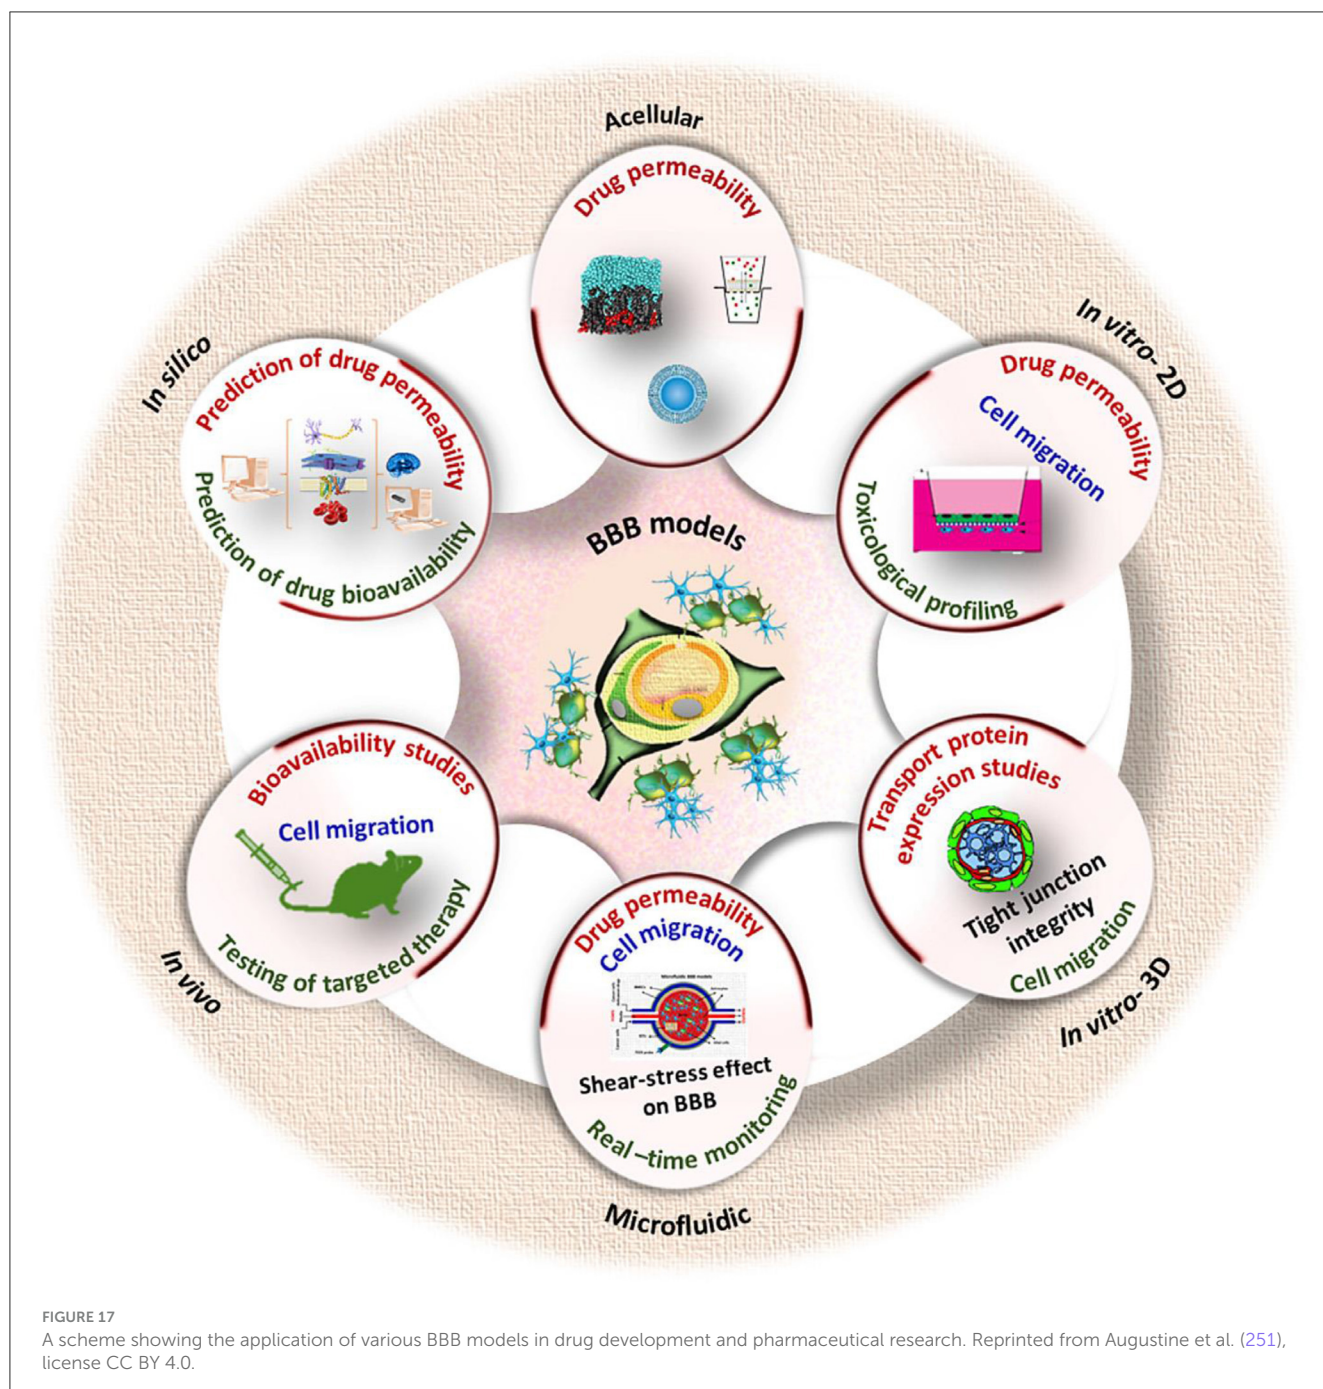 Acellular
Drug permeability
In vitro- 2D
Drug permeability
Cell migration
Toxicological profiling
In silico
Prediction of drug permeability
Prediction of drug bioavailability
BBB models
Transport protein
expression studies
Tight junction
integrity
Cell migration
In vitro- 3D
Bioavailability studies
Cell migration
Testing of targeted therapy
In vivo
Drug permeability
Cell migration
Microfluidic BBB models
Shear-stress effect
on BBB
Real-time monitoring
Microfluidic
FIGURE 17
A scheme showing the application of various BBB models in drug development and pharmaceutical research. Reprinted from Augustine et al. (251),
license CC BY 4.0.